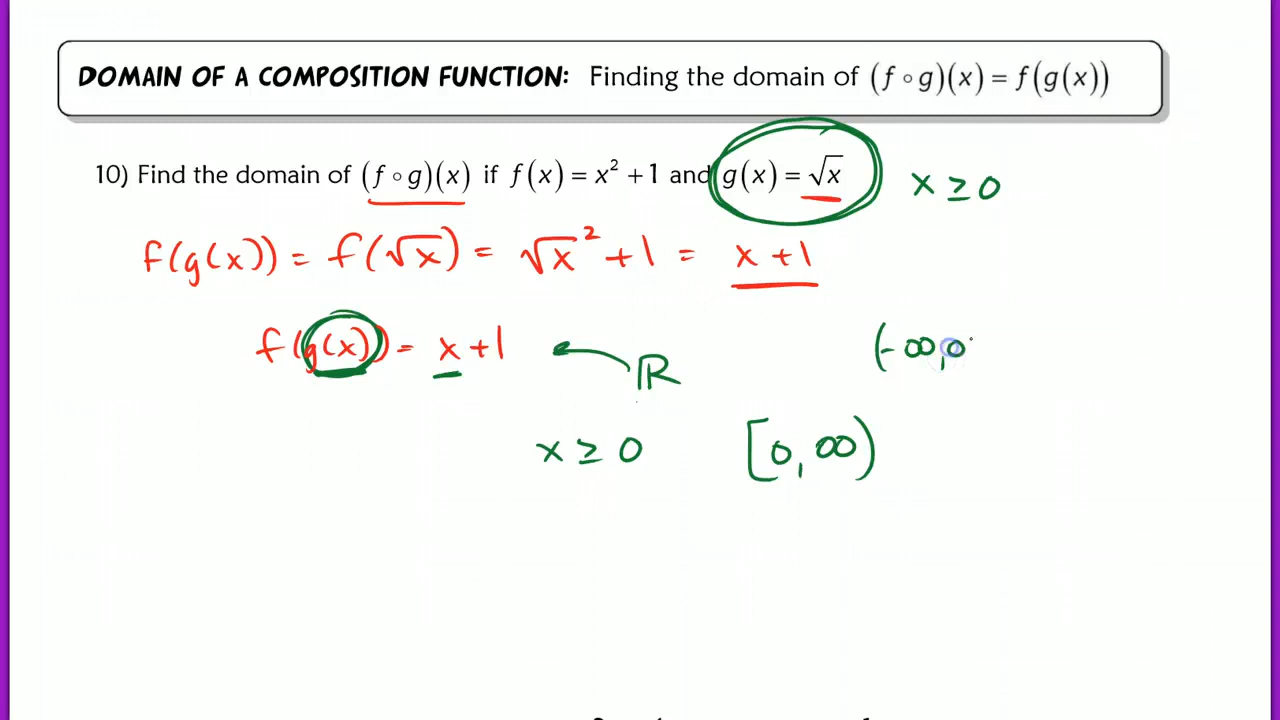 DOMAIN OF A COMPOSITION FUNCTION: Finding the domain of (f ∘ g)(x) = f(g(x))
10) Find the domain of (f ∘ g)(x) if f(x) = x² + 1 and g(x) = √x x ≥ 0
f(g(x)) = f(√x) = √x² + 1 = x + 1
f(g(x)) = x + 1 ℝ (-∞,0
x ≥ 0 [0, ∞)